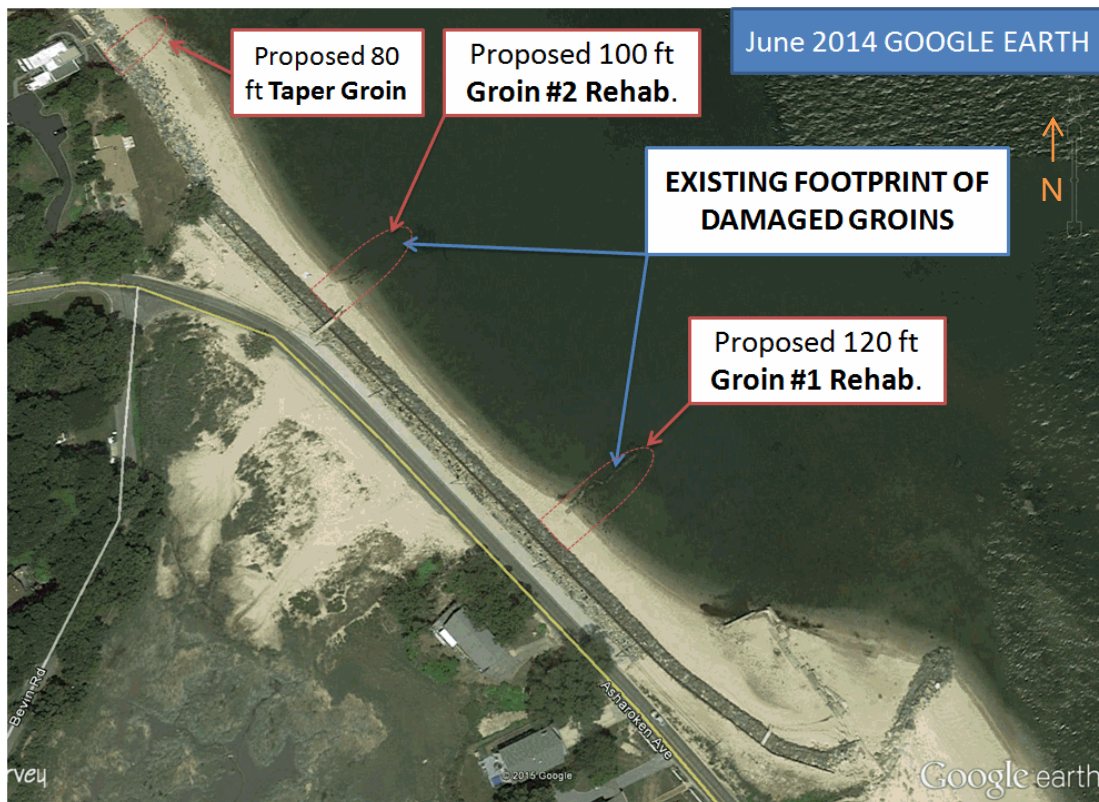 June 2014 GOOGLE EARTH
Proposed 80
ft Taper Groin
Proposed 100 ft
Groin #2 Rehab.
EXISTING FOOTPRINT OF
DAMAGED GROINS
N
Proposed 120 ft
Groin #1 Rehab.
Bevin Rd
Asharoken Ave
rvey
© 2015 Google
Google earth